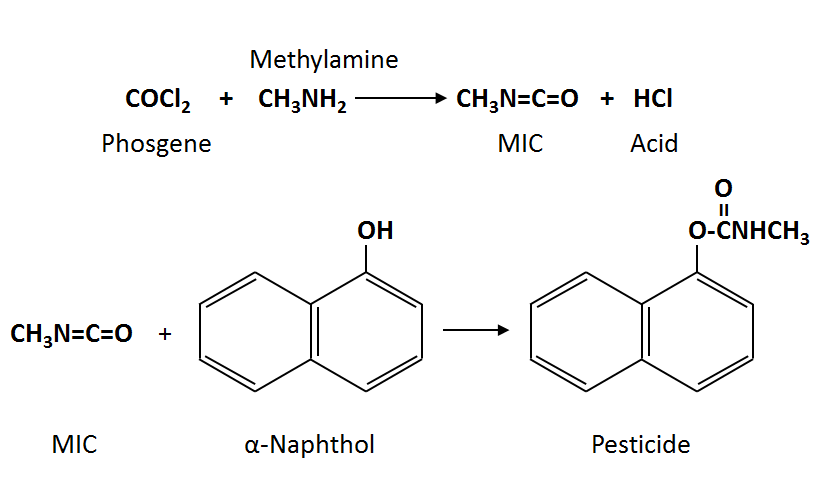 Methylamine
COCl₂ + CH₃NH₂ → CH₃N=C=O + HCl
Phosgene MIC Acid
O
OH O-CNHCH₃
CH₃N=C=O + →
MIC α-Naphthol Pesticide